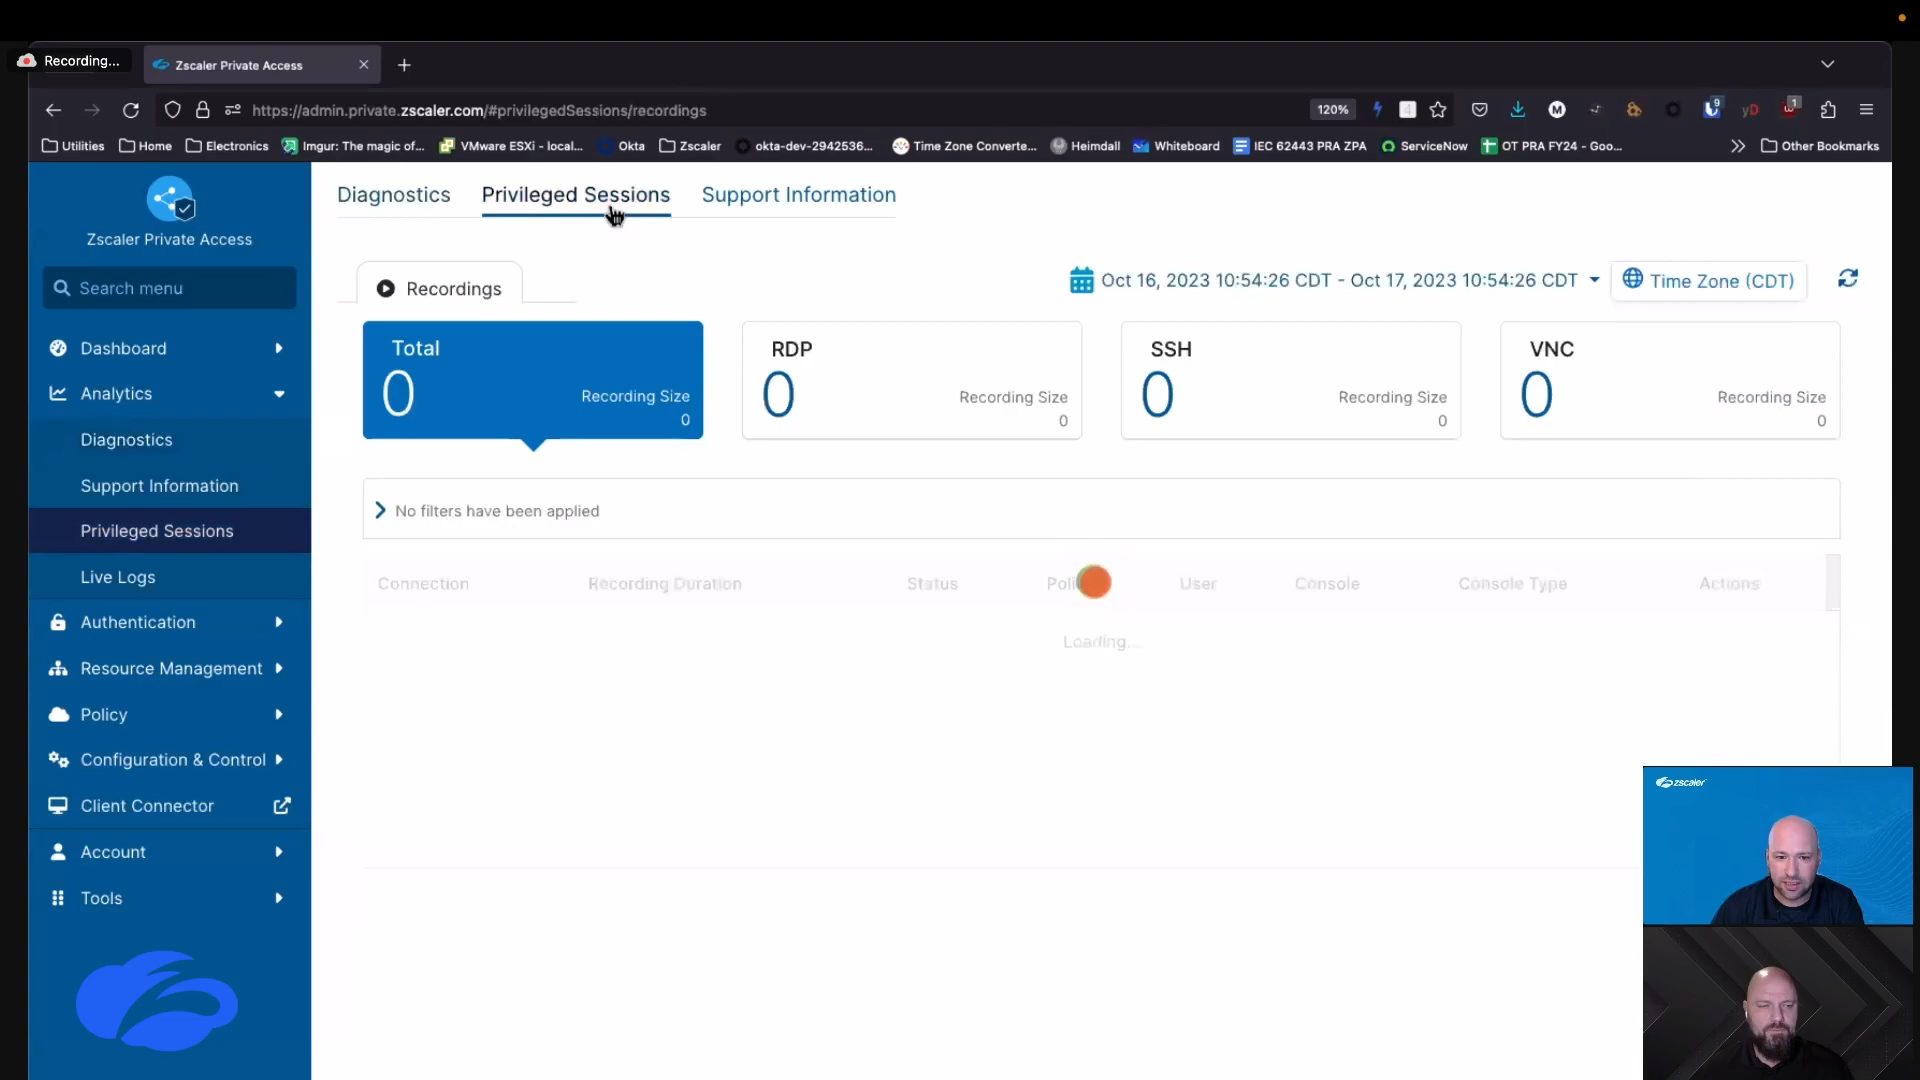 Recording...
Zscaler Private Access
https://admin.private.zscaler.com/#privilegedSessions/recordings
120%
4
M
9
yD
1
Utilities
Home
Electronics
Imgur: The magic of...
VMware ESXi - local...
Okta
Zscaler
okta-dev-2942536...
Time Zone Converte...
Heimdall
Whiteboard
IEC 62443 PRA ZPA
ServiceNow
OT PRA FY24 - Goo...
Other Bookmarks
Zscaler Private Access
Search menu
Dashboard
Analytics
Diagnostics
Support Information
Privileged Sessions
Live Logs
Authentication
Resource Management
Policy
Configuration & Control
Client Connector
Account
Tools
Diagnostics
Privileged Sessions
Support Information
Recordings
Oct 16, 2023 10:54:26 CDT - Oct 17, 2023 10:54:26 CDT
Time Zone (CDT)
Total
0
Recording Size
0
RDP
0
Recording Size
0
SSH
0
Recording Size
0
VNC
0
Recording Size
0
No filters have been applied
Connection
Recording Duration
Status
User
Console
Console Type
Actions
Loading...
zscaler